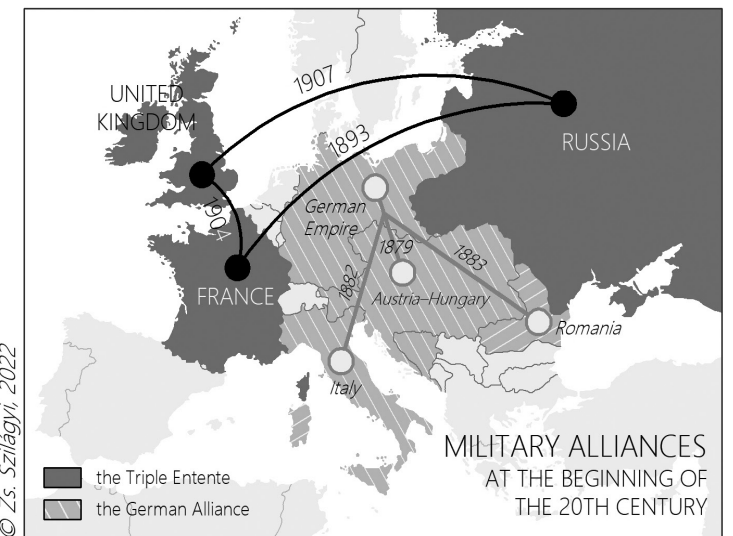 1907
UNITED
KINGDOM
1893
RUSSIA
1904
German
Empire
1879
1883
1882
FRANCE
Austria–Hungary
Romania
Italy
MILITARY ALLIANCES
AT THE BEGINNING OF
THE 20TH CENTURY
the Triple Entente
the German Alliance
© Zs. Szilágyi, 2022